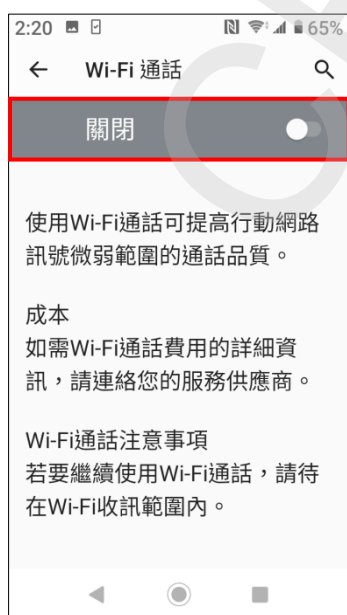 2:20 65%
Wi-Fi 通話
關閉
使用Wi-Fi通話可提高行動網路
訊號微弱範圍的通話品質。
成本
如需Wi-Fi通話費用的詳細資
訊，請連絡您的服務供應商。
Wi-Fi通話注意事項
若要繼續使用Wi-Fi通話，請待
在Wi-Fi收訊範圍內。